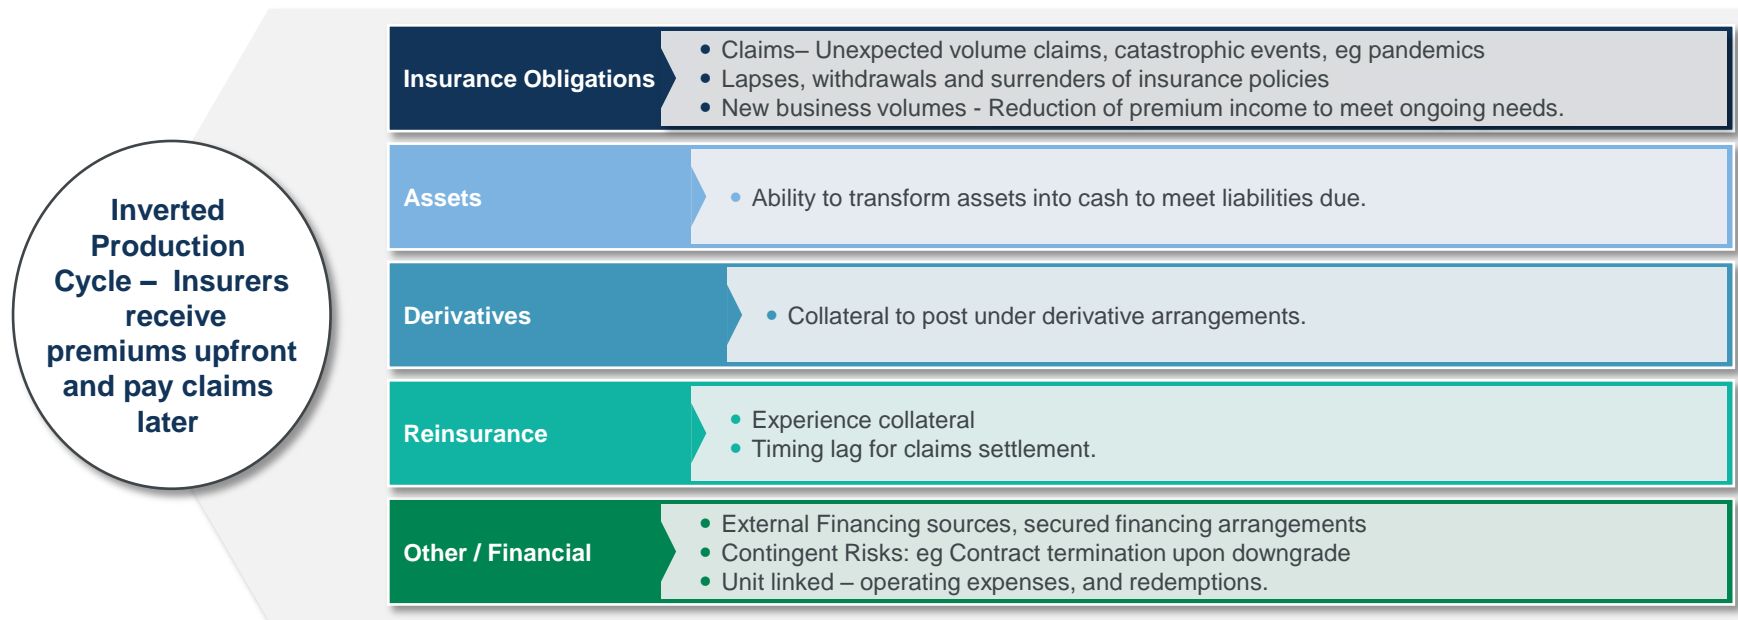 Inverted
Production
Cycle – Insurers
receive
premiums upfront
and pay claims
later
Insurance Obligations
• Claims– Unexpected volume claims, catastrophic events, eg pandemics
• Lapses, withdrawals and surrenders of insurance policies
• New business volumes - Reduction of premium income to meet ongoing needs.
Assets
• Ability to transform assets into cash to meet liabilities due.
Derivatives
• Collateral to post under derivative arrangements.
Reinsurance
• Experience collateral
• Timing lag for claims settlement.
Other / Financial
• External Financing sources, secured financing arrangements
• Contingent Risks: eg Contract termination upon downgrade
• Unit linked – operating expenses, and redemptions.